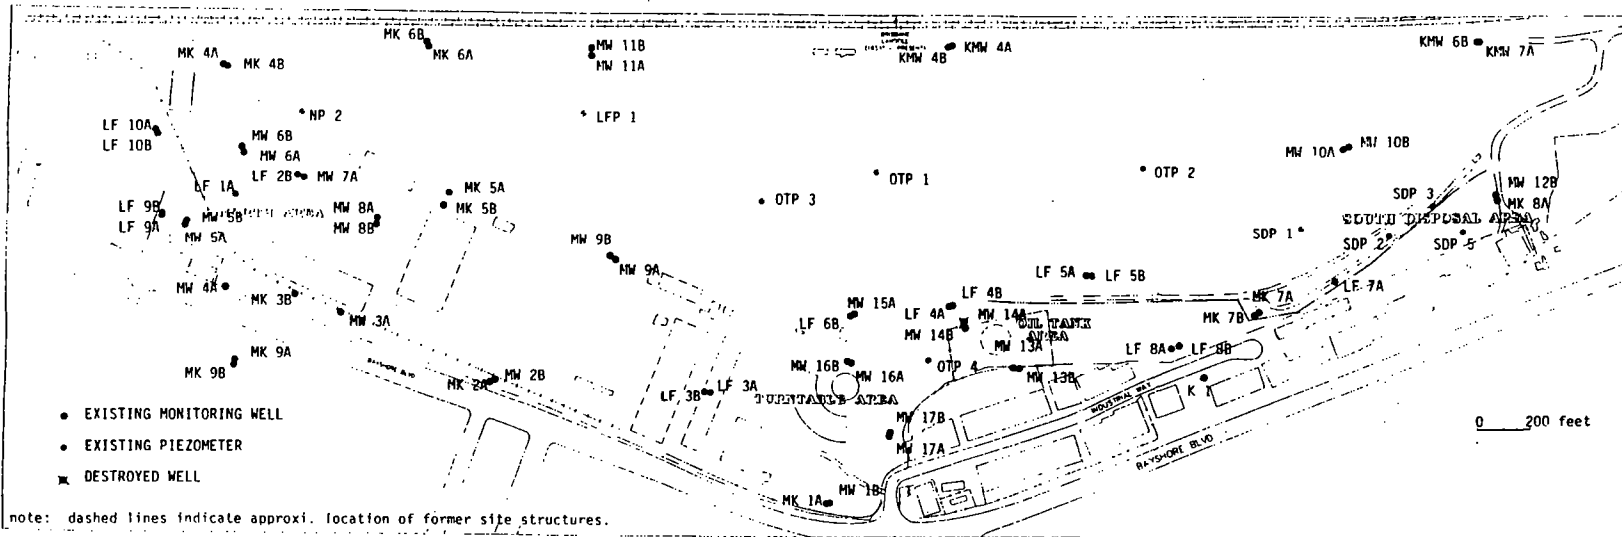 MK 6B
MK 6A
MW 11B
MW 11A
KMW 4A
KMW 4B
KMW 6B
KMW 7A
MK 4A
MK 4B
NP 2
LFP 1
LF 10A
LF 10B
MW 6B
MW 6A
LF 2B
MW 7A
LF 1A
MK 5A
MK 5B
LF 9B
LF 9A
MW 5B
MW 5A
AREA
MW 8A
MW 8B
OTP 3
OTP 1
OTP 2
MW 10A
MW 10B
SDP 3
MW 12B
MK 8A
SOUTH DISPOSAL AREA
SDP 1
SDP 2
SDP 5
MW 9B
MW 9A
MW 4A
MK 3B
MW 3A
LF 5A
LF 5B
LF 7A
MW 15A
LF 6B
LF 4B
LF 4A
MW 14A
MW 14B
OIL TANK
AREA
MK 7A
MK 7B
MW 13A
MW 13B
LF 8A
LF 8B
MK 9A
MK 9B
BAYSHORE BLVD
MK 2A
MW 2B
LF 3B
LF 3A
MW 16B
MW 16A
OTP 4
TURNTABLE AREA
INDUSTRIAL WAY
MW 17B
MW 17A
BAYSHORE BLVD
MK 1A
MW 1B
EXISTING MONITORING WELL
EXISTING PIEZOMETER
DESTROYED WELL
0 200 feet
note: dashed lines indicate approxi. location of former site structures.